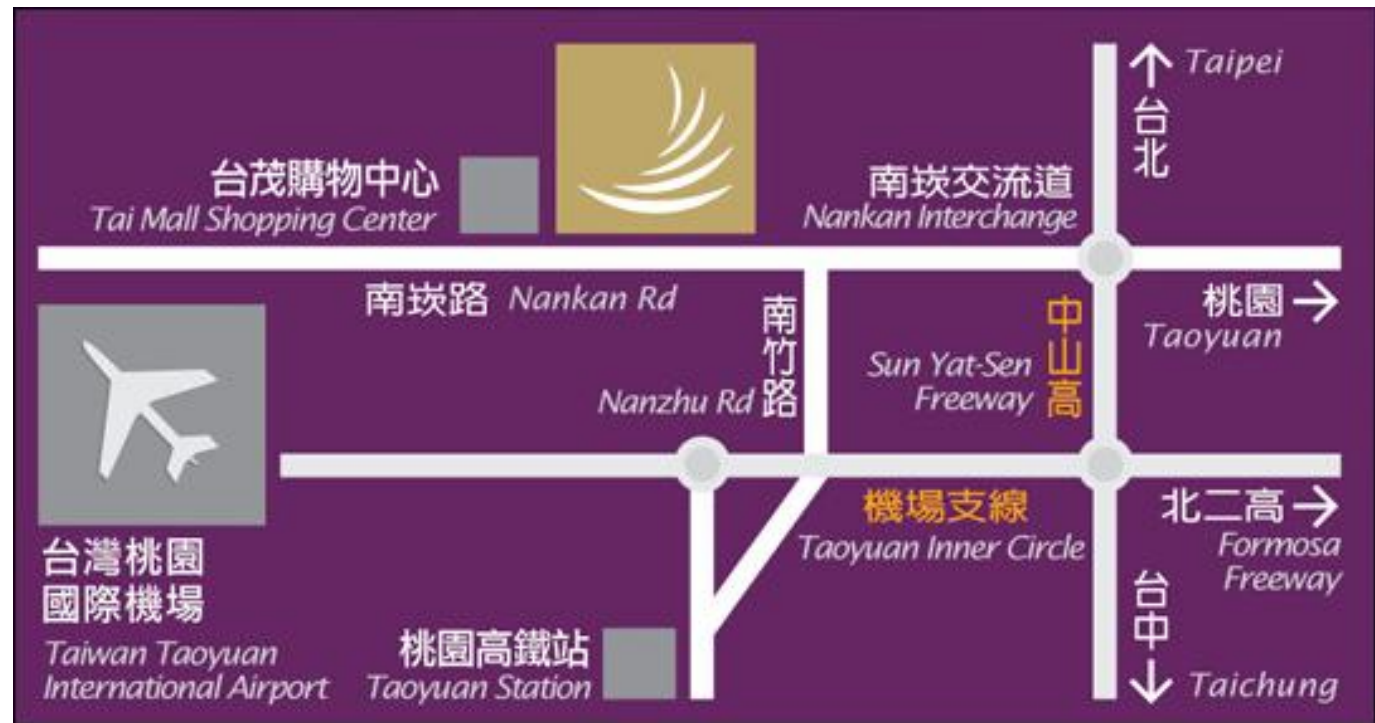 Taipei
台北
台茂購物中心
Tai Mall Shopping Center
南崁交流道
Nankan Interchange
南崁路 Nankan Rd
南竹路
Nanzhu Rd
中山高
Sun Yat-Sen
Freeway
桃園
Taoyuan
機場支線
Taoyuan Inner Circle
北二高
Formosa
Freeway
台灣桃園
國際機場
Taiwan Taoyuan
International Airport
桃園高鐵站
Taoyuan Station
台中
Taichung